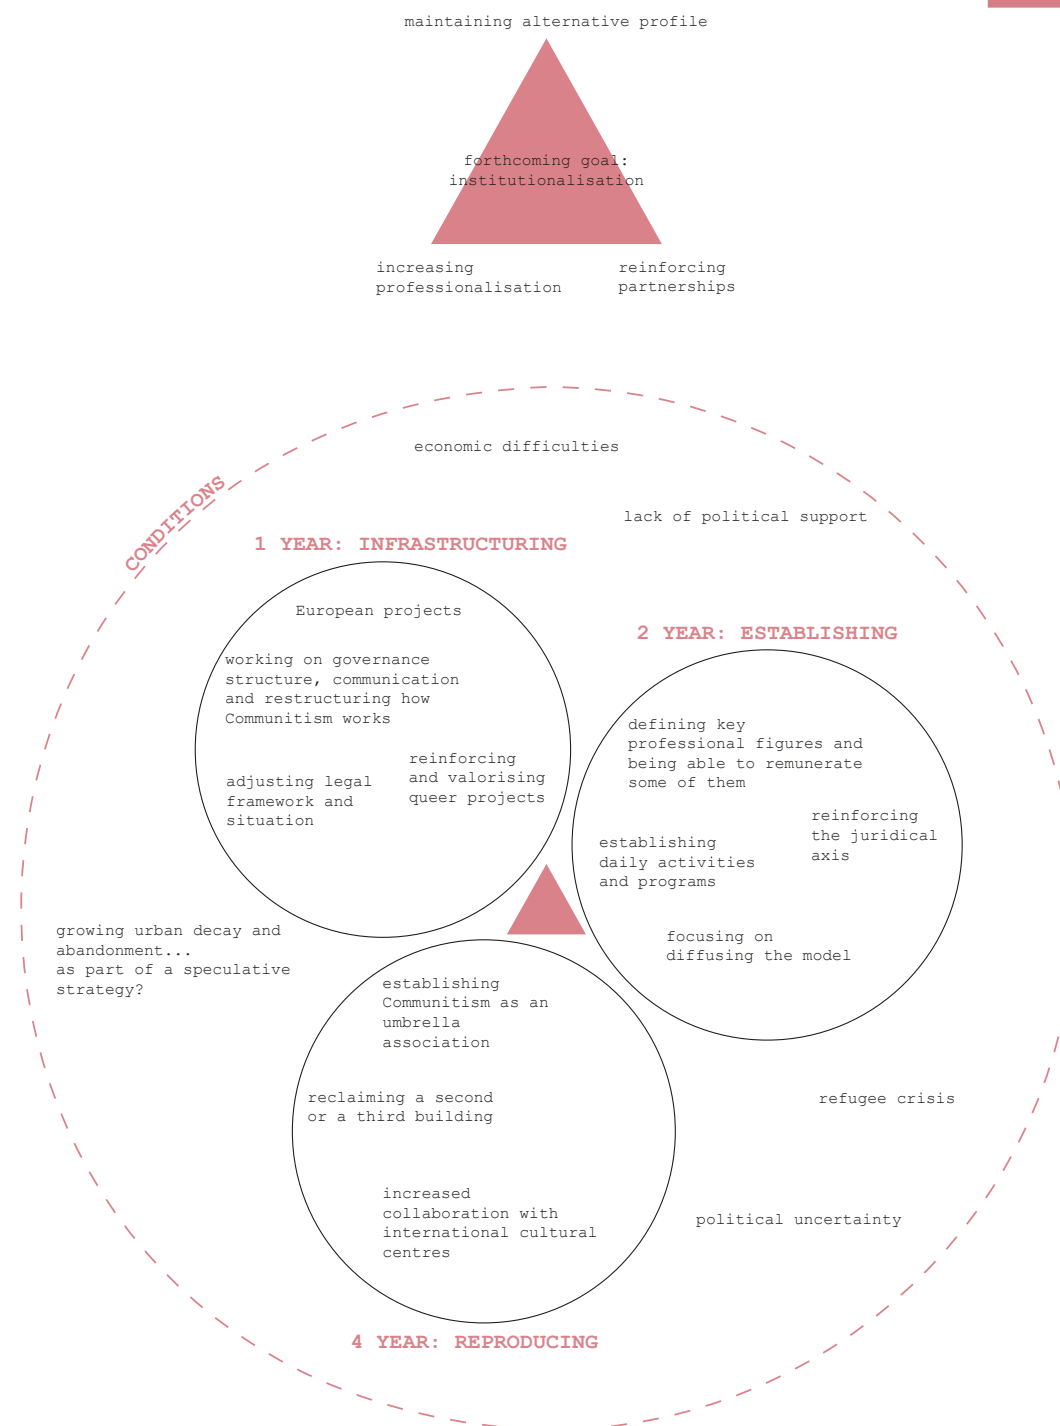 maintaining alternative profile
forthcoming goal:
institutionalisation
increasing
professionalisation
reinforcing
partnerships
CONDITIONS
economic difficulties
lack of political support
1 YEAR: INFRASTRUCTURING
European projects
working on governance
structure, communication
and restructuring how
Communitism works
reinforcing
and valorising
queer projects
adjusting legal
framework and
situation
2 YEAR: ESTABLISHING
defining key
professional figures and
being able to remunerate
some of them
reinforcing
the juridical
axis
establishing
daily activities
and programs
focusing on
diffusing the model
growing urban decay and
abandonment...
as part of a speculative
strategy?
establishing
Communitism as an
umbrella
association
reclaiming a second
or a third building
increased
collaboration with
international cultural
centres
4 YEAR: REPRODUCING
refugee crisis
political uncertainty